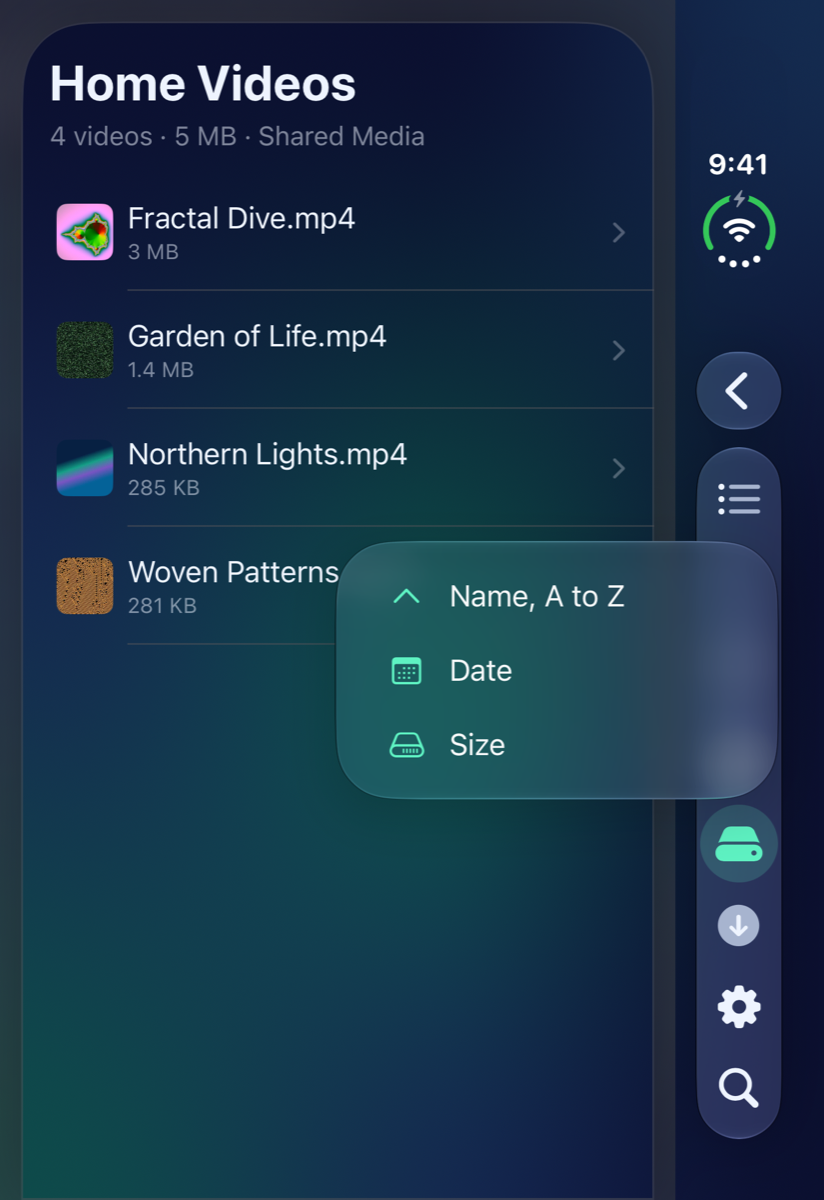 Home Videos
4 videos · 5 MB · Shared Media
9:41
Fractal Dive.mp4
3 MB
Garden of Life.mp4
1.4 MB
Northern Lights.mp4
285 KB
Woven Patterns
281 KB
Name, A to Z
Date
Size